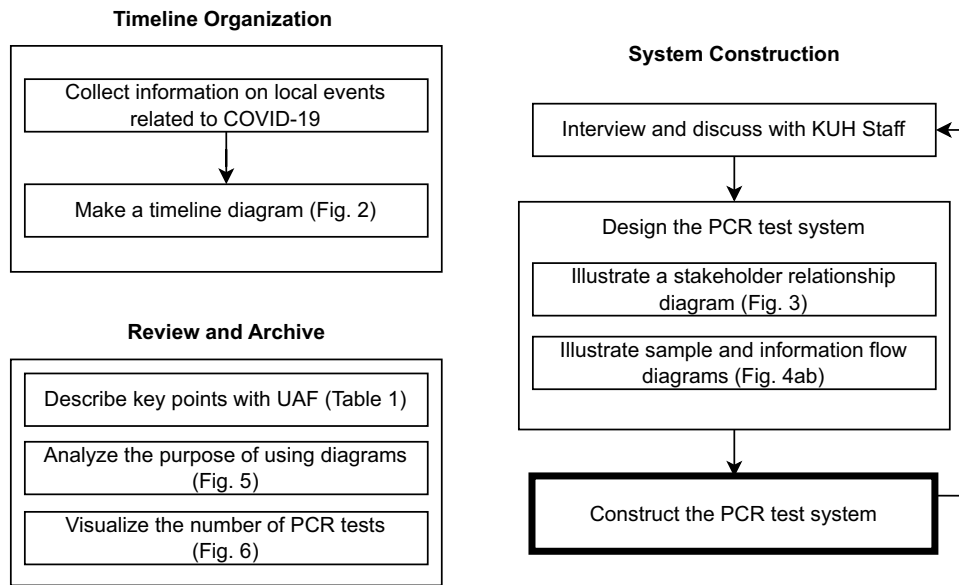 Timeline Organization
Collect information on local events
related to COVID-19
Make a timeline diagram (Fig. 2)
Review and Archive
Describe key points with UAF (Table 1)
Analyze the purpose of using diagrams
(Fig. 5)
Visualize the number of PCR tests
(Fig. 6)
System Construction
Interview and discuss with KUH Staff
Design the PCR test system
Illustrate a stakeholder relationship
diagram (Fig. 3)
Illustrate sample and information flow
diagrams (Fig. 4ab)
Construct the PCR test system